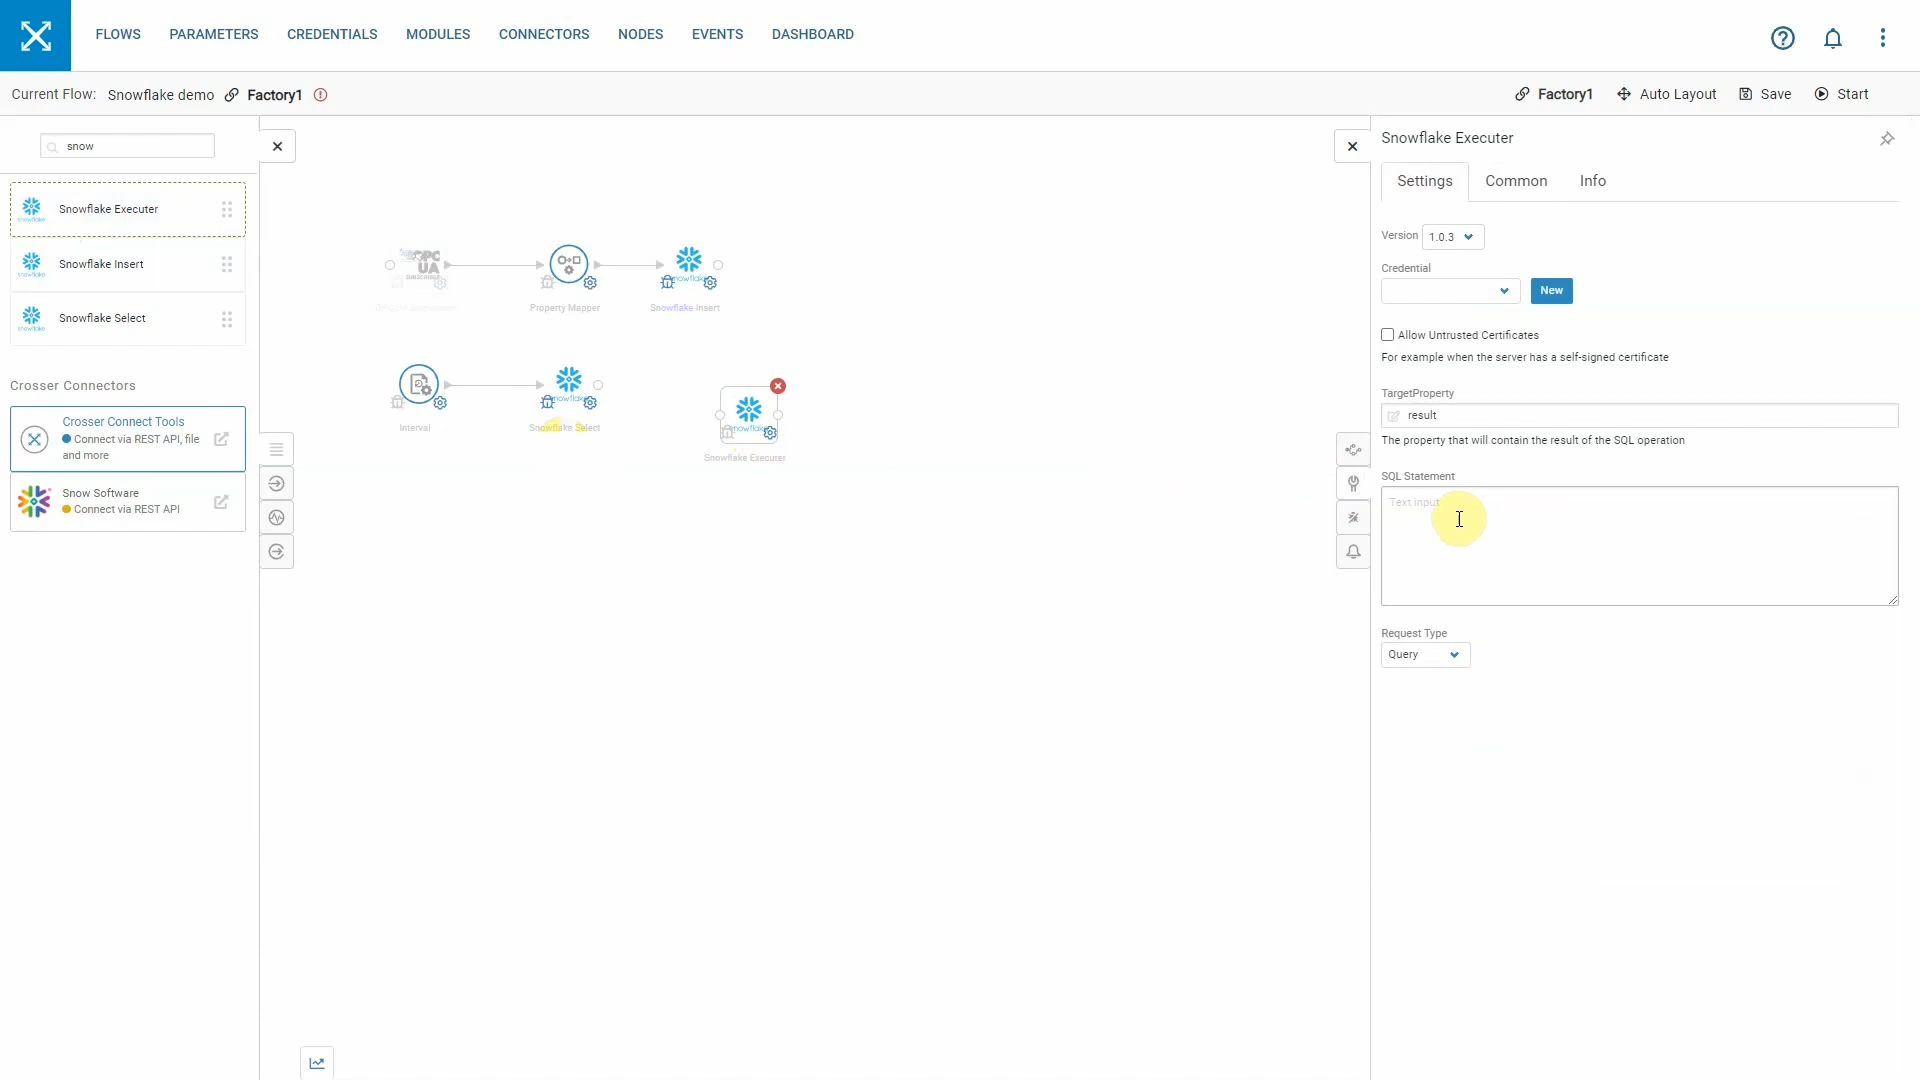 FLOWS PARAMETERS CREDENTIALS MODULES CONNECTORS NODES EVENTS DASHBOARD
Current Flow: Snowflake demo Factory1
Factory1 Auto Layout Save Start
snow
Snowflake Executer
Snowflake Insert
Snowflake Select
Crosser Connectors
Crosser Connect Tools
Connect via REST API, file
and more
Snow Software
Connect via REST API
OPC
UA
SUBSCRIBER
Property Mapper
Snowflake Insert
Interval
Snowflake Select
Snowflake Executer
Snowflake Executer
Settings Common Info
Version 1.0.3
Credential
New
Allow Untrusted Certificates
For example when the server has a self-signed certificate
TargetProperty
result
The property that will contain the result of the SQL operation
SQL Statement
Text input
Request Type
Query